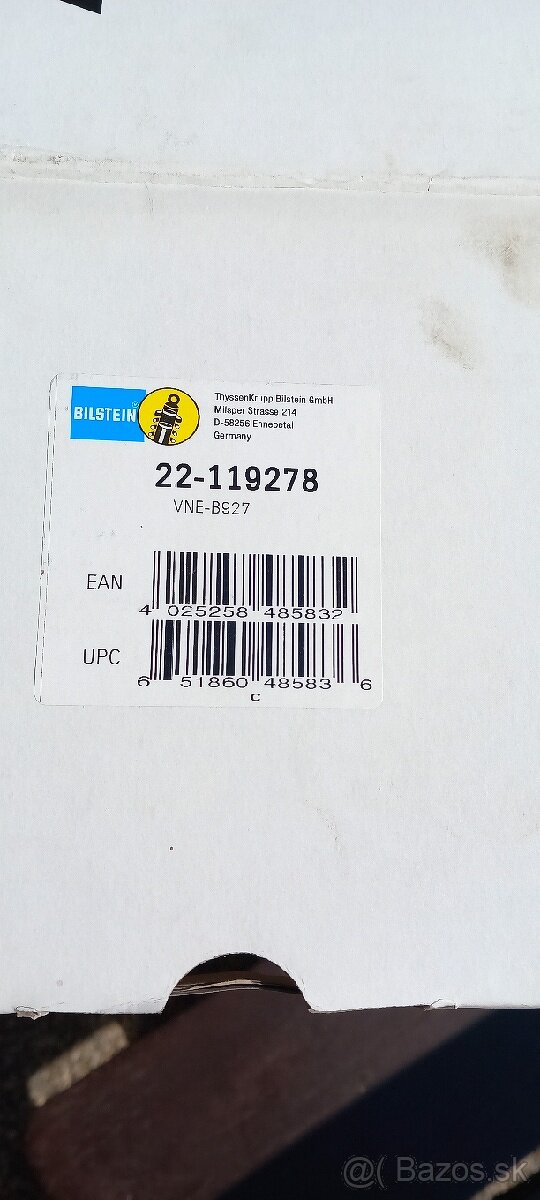 BILSTEIN®
ThyssenKrupp Bilstein GmbH
Milsper Strasse 214
D-58256 Ennepetal
Germany
22-119278
VNE-B927
EAN
4 025258 485832
UPC
6 51860 48583 6
C
@( Bazos.sk